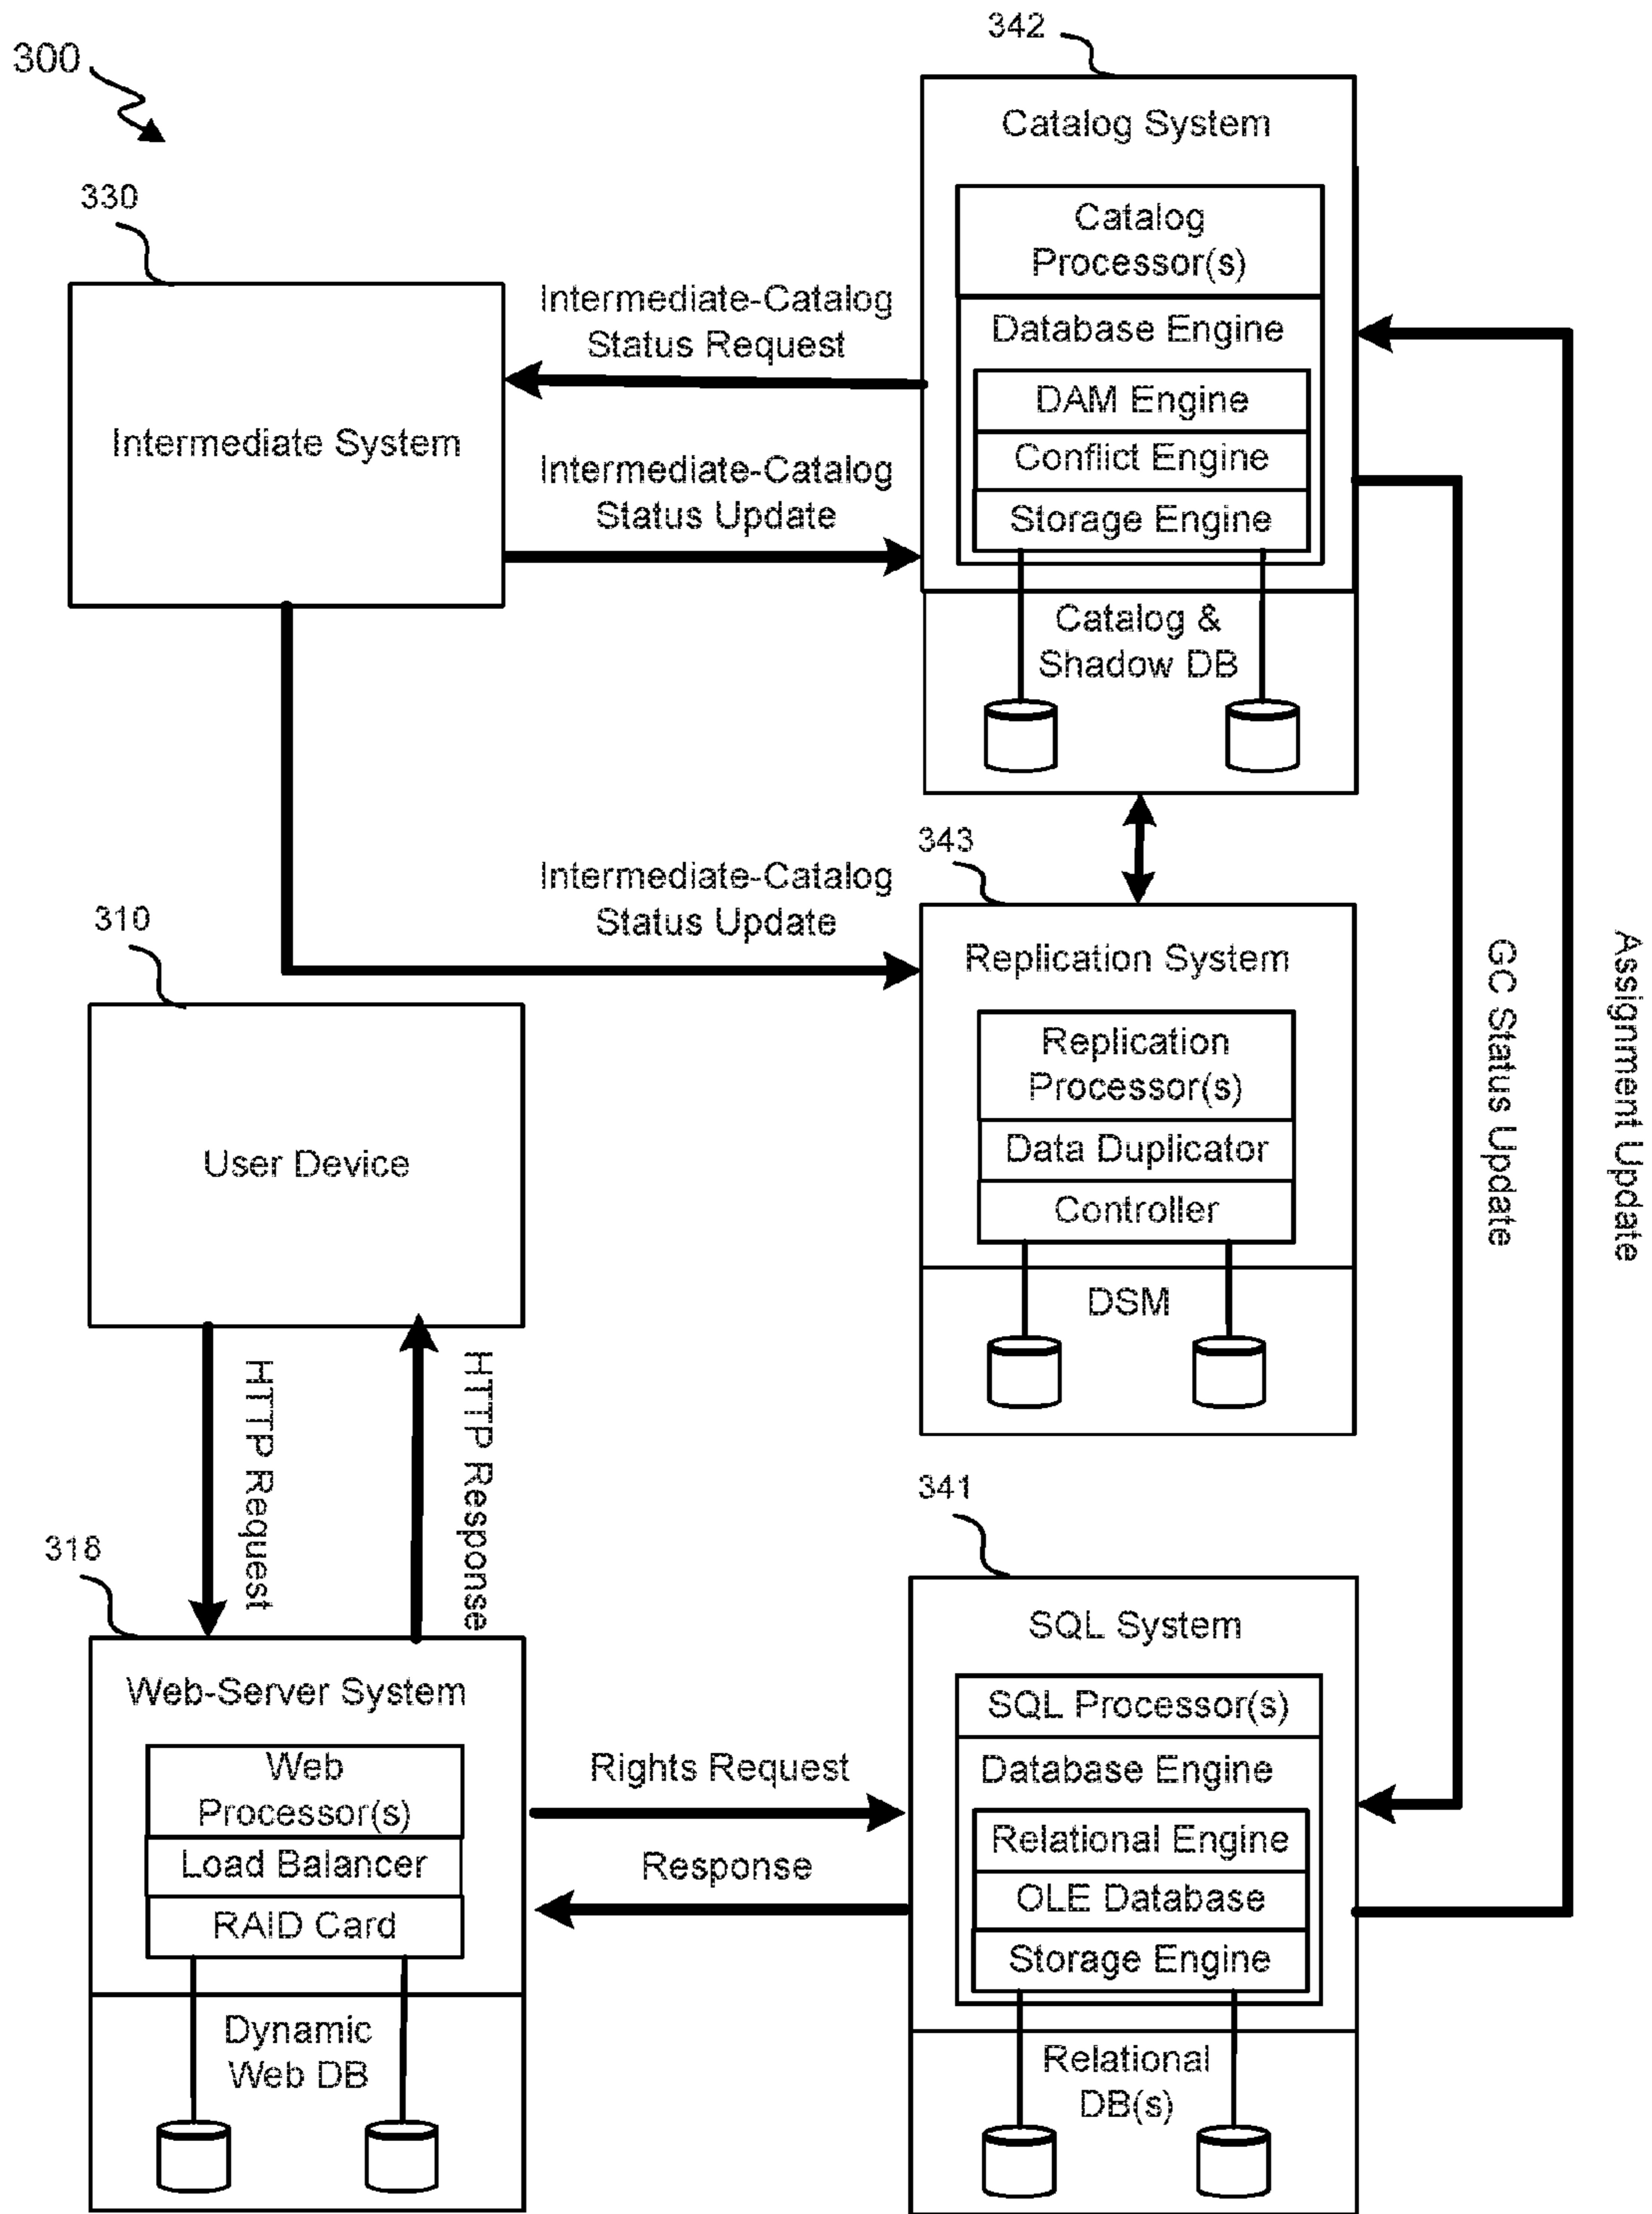 300
342
Catalog System
Catalog
Processor(s)
Database Engine
DAM Engine
Conflict Engine
Storage Engine
Catalog &
Shadow DB
330
Intermediate System
Intermediate-Catalog
Status Request
Intermediate-Catalog
Status Update
Intermediate-Catalog
Status Update
343
Replication System
Replication
Processor(s)
Data Duplicator
Controller
DSM
GC Status Update
Assignment Update
310
User Device
HTTP Request
HTTP Response
318
Web-Server System
Web
Processor(s)
Load Balancer
RAID Card
Dynamic
Web DB
Rights Request
Response
341
SQL System
SQL Processor(s)
Database Engine
Relational Engine
OLE Database
Storage Engine
Relational
DB(s)